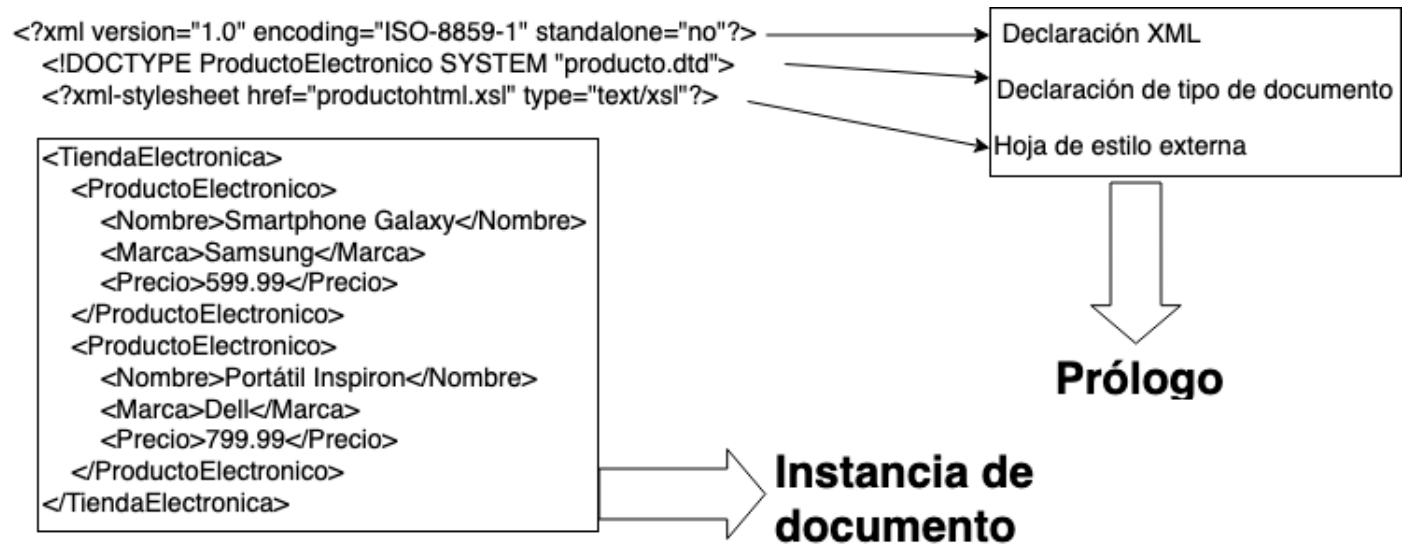 <?xml version="1.0" encoding="ISO-8859-1" standalone="no"?>
<!DOCTYPE ProductoElectronico SYSTEM "producto.dtd">
<?xml-stylesheet href="productohtml.xsl" type="text/xsl"?>
Declaración XML
Declaración de tipo de documento
Hoja de estilo externa
Prólogo
<TiendaElectronica>
<ProductoElectronico>
<Nombre>Smartphone Galaxy</Nombre>
<Marca>Samsung</Marca>
<Precio>599.99</Precio>
</ProductoElectronico>
<ProductoElectronico>
<Nombre>Portátil Inspiron</Nombre>
<Marca>Dell</Marca>
<Precio>799.99</Precio>
</ProductoElectronico>
</TiendaElectronica>
Instancia de
documento